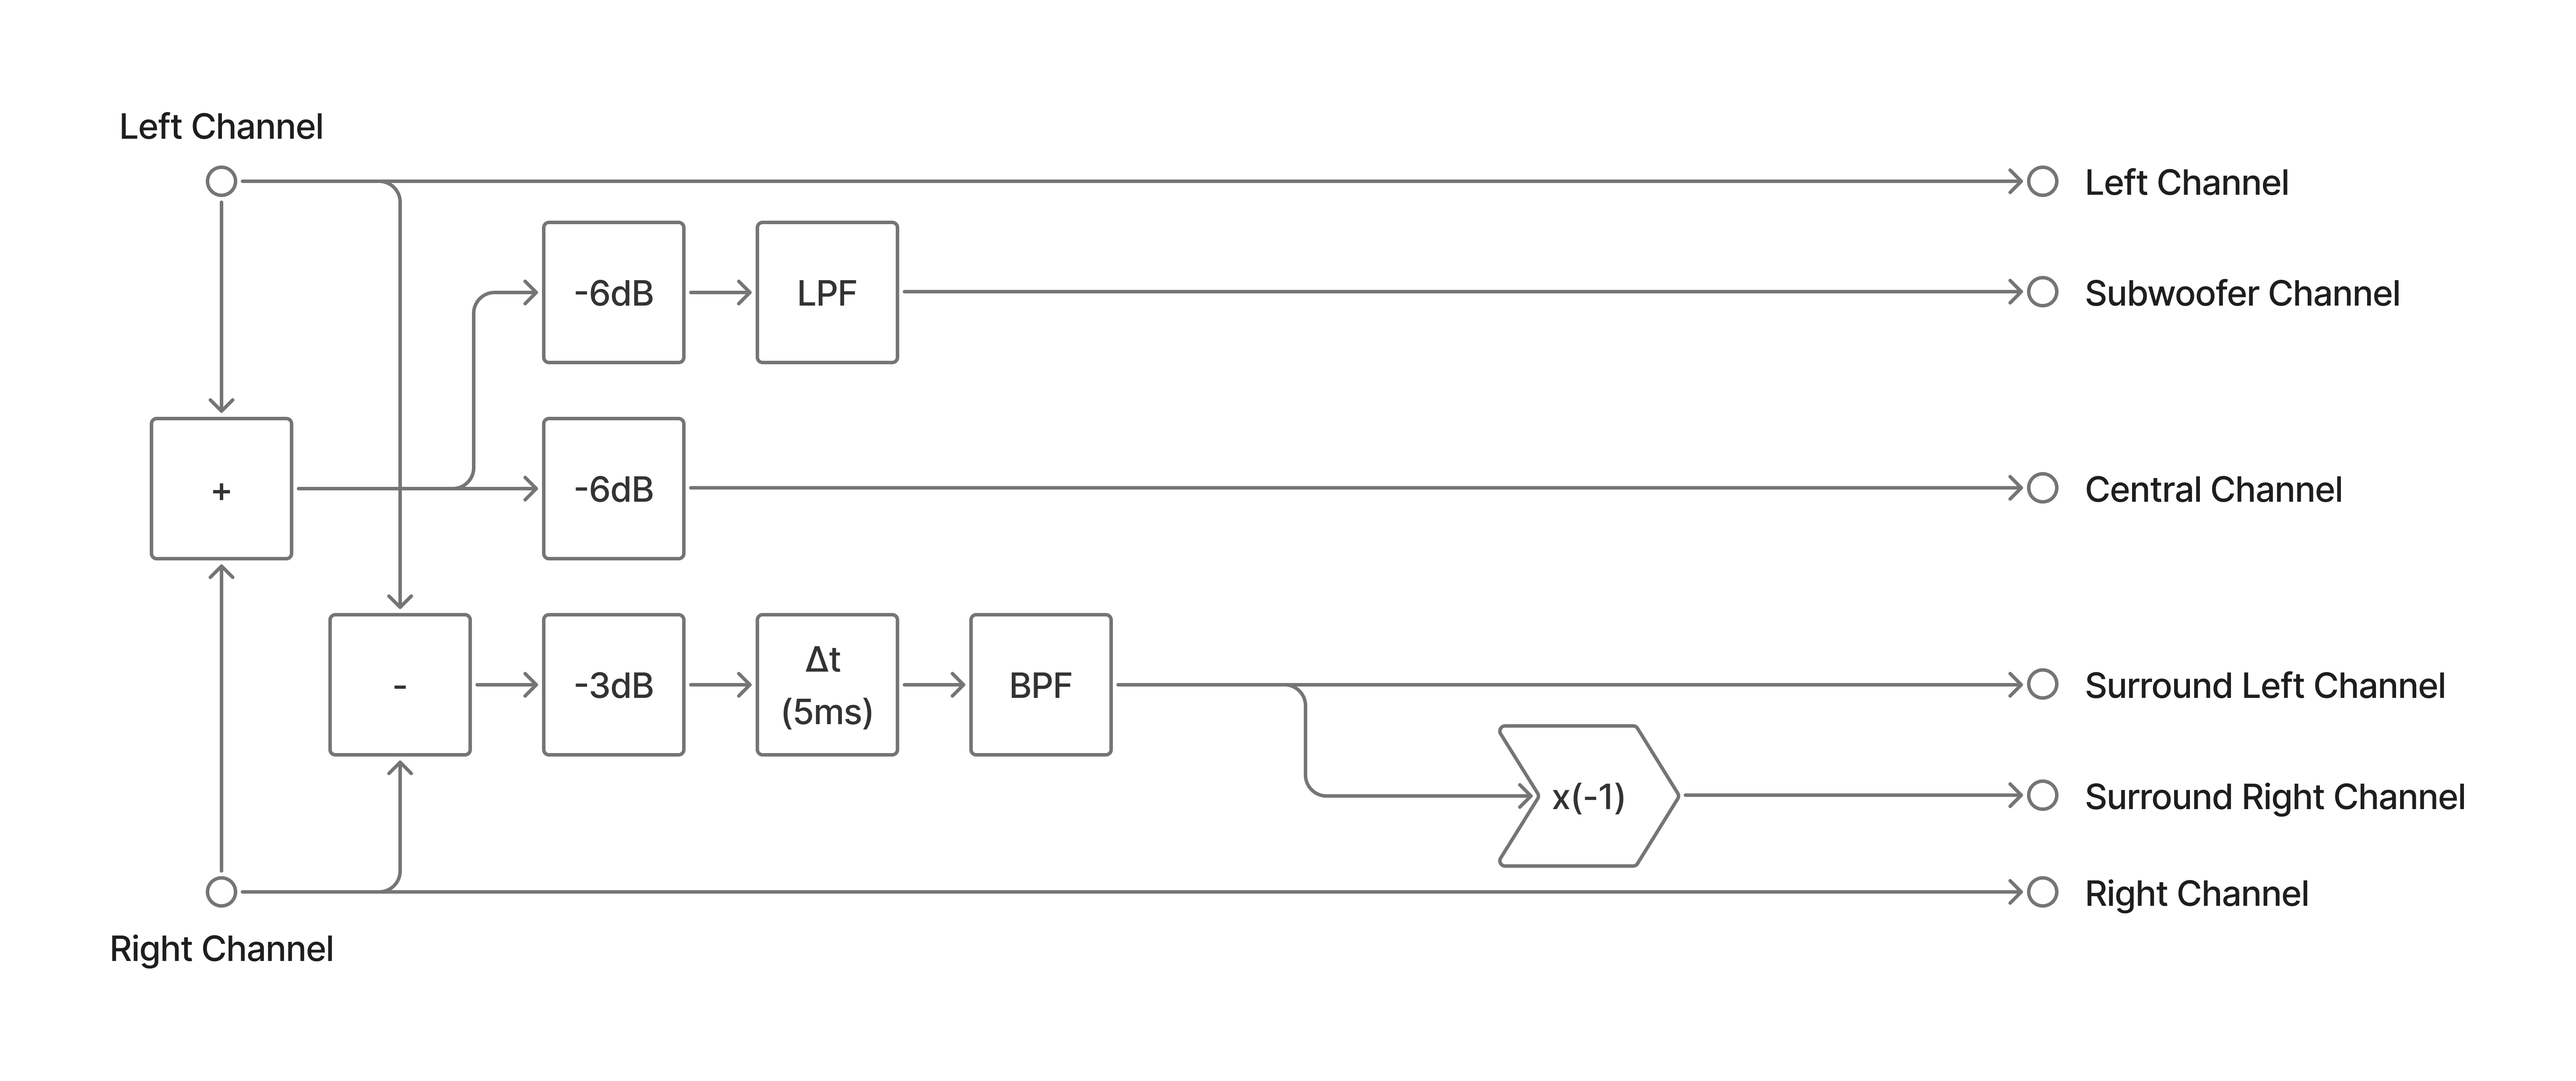 Left Channel
Left Channel
-6dB
LPF
Subwoofer Channel
+
-6dB
Central Channel
-
-3dB
Δt
(5ms)
BPF
Surround Left Channel
x(-1)
Surround Right Channel
Right Channel
Right Channel